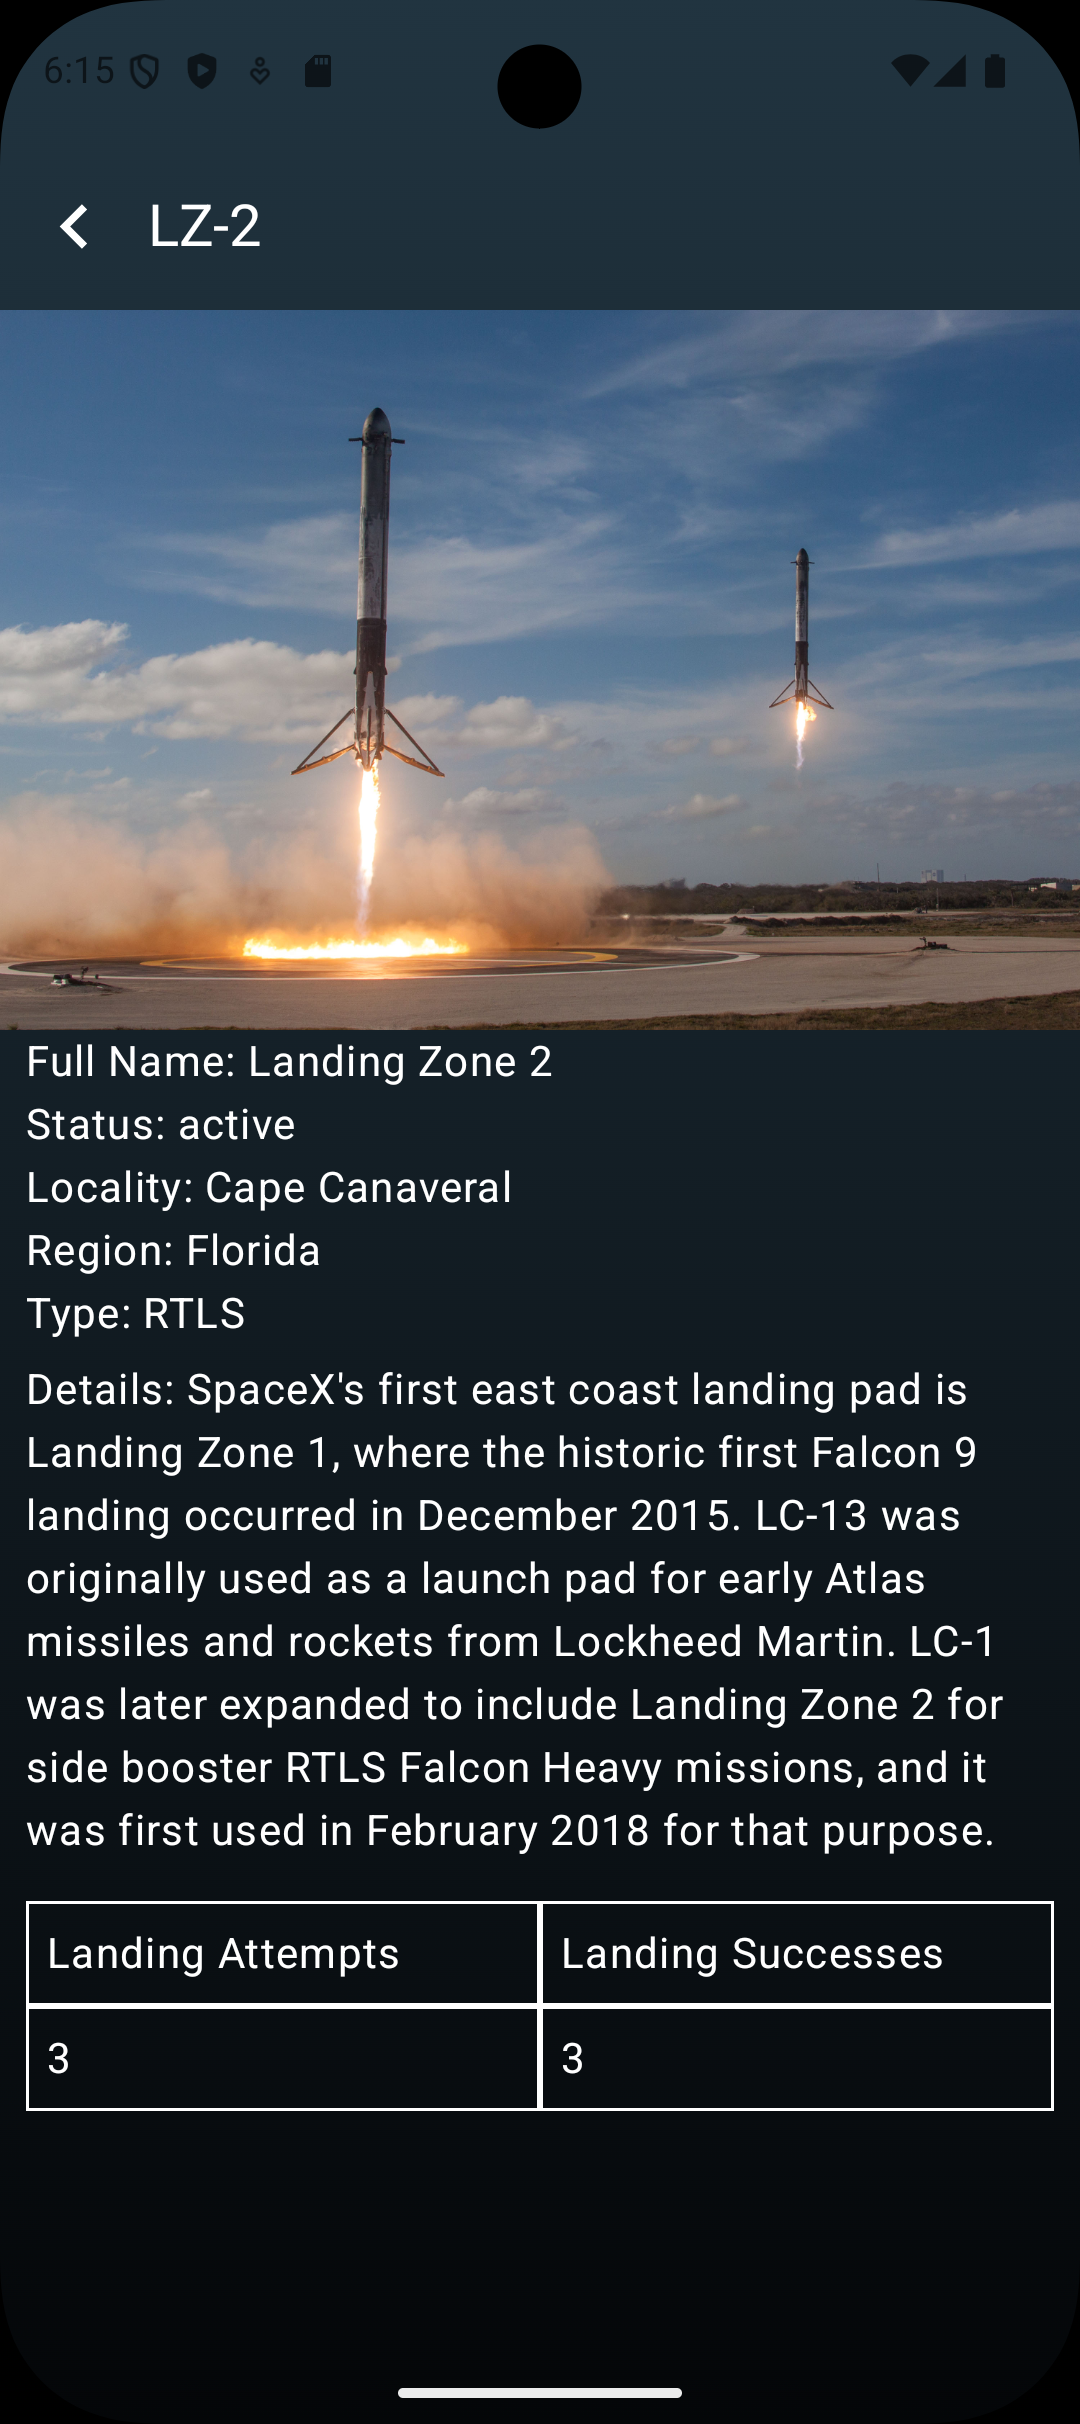 6:15
LZ-2
Full Name: Landing Zone 2
Status: active
Locality: Cape Canaveral
Region: Florida
Type: RTLS
Details: SpaceX's first east coast landing pad is
Landing Zone 1, where the historic first Falcon 9
landing occurred in December 2015. LC-13 was
originally used as a launch pad for early Atlas
missiles and rockets from Lockheed Martin. LC-1
was later expanded to include Landing Zone 2 for
side booster RTLS Falcon Heavy missions, and it
was first used in February 2018 for that purpose.
Landing Attempts Landing Successes
3 3